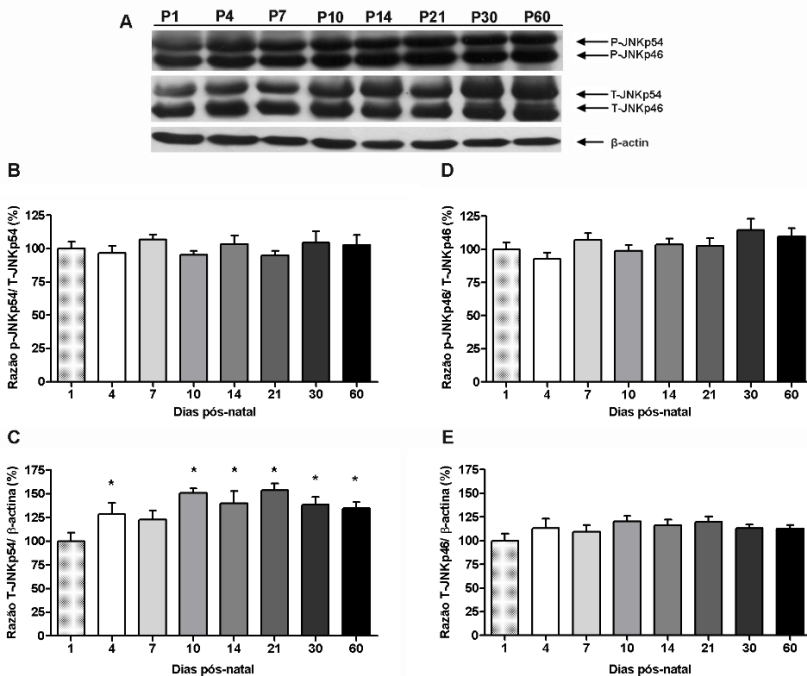 A
P1 P4 P7 P10 P14 P21 P30 P60
P-JNKp54
P-JNKp46
T-JNKp54
T-JNKp46
β-actin
B
Razão p-JNKp54/ T-JNKp54 (%)
125
100
75
50
25
0
1 4 7 10 14 21 30 60
Dias pós-natal
D
Razão p-JNKp46/ T-JNKp46 (%)
125
100
75
50
25
0
1 4 7 10 14 21 30 60
Dias pós-natal
C
Razão T-JNKp54/ β-actina (%)
175
150
125
100
75
50
25
0
* * * * * *
1 4 7 10 14 21 30 60
Dias pós-natal
E
Razão T-JNKp46/ β-actina (%)
175
150
125
100
75
50
25
0
1 4 7 10 14 21 30 60
Dias pós-natal